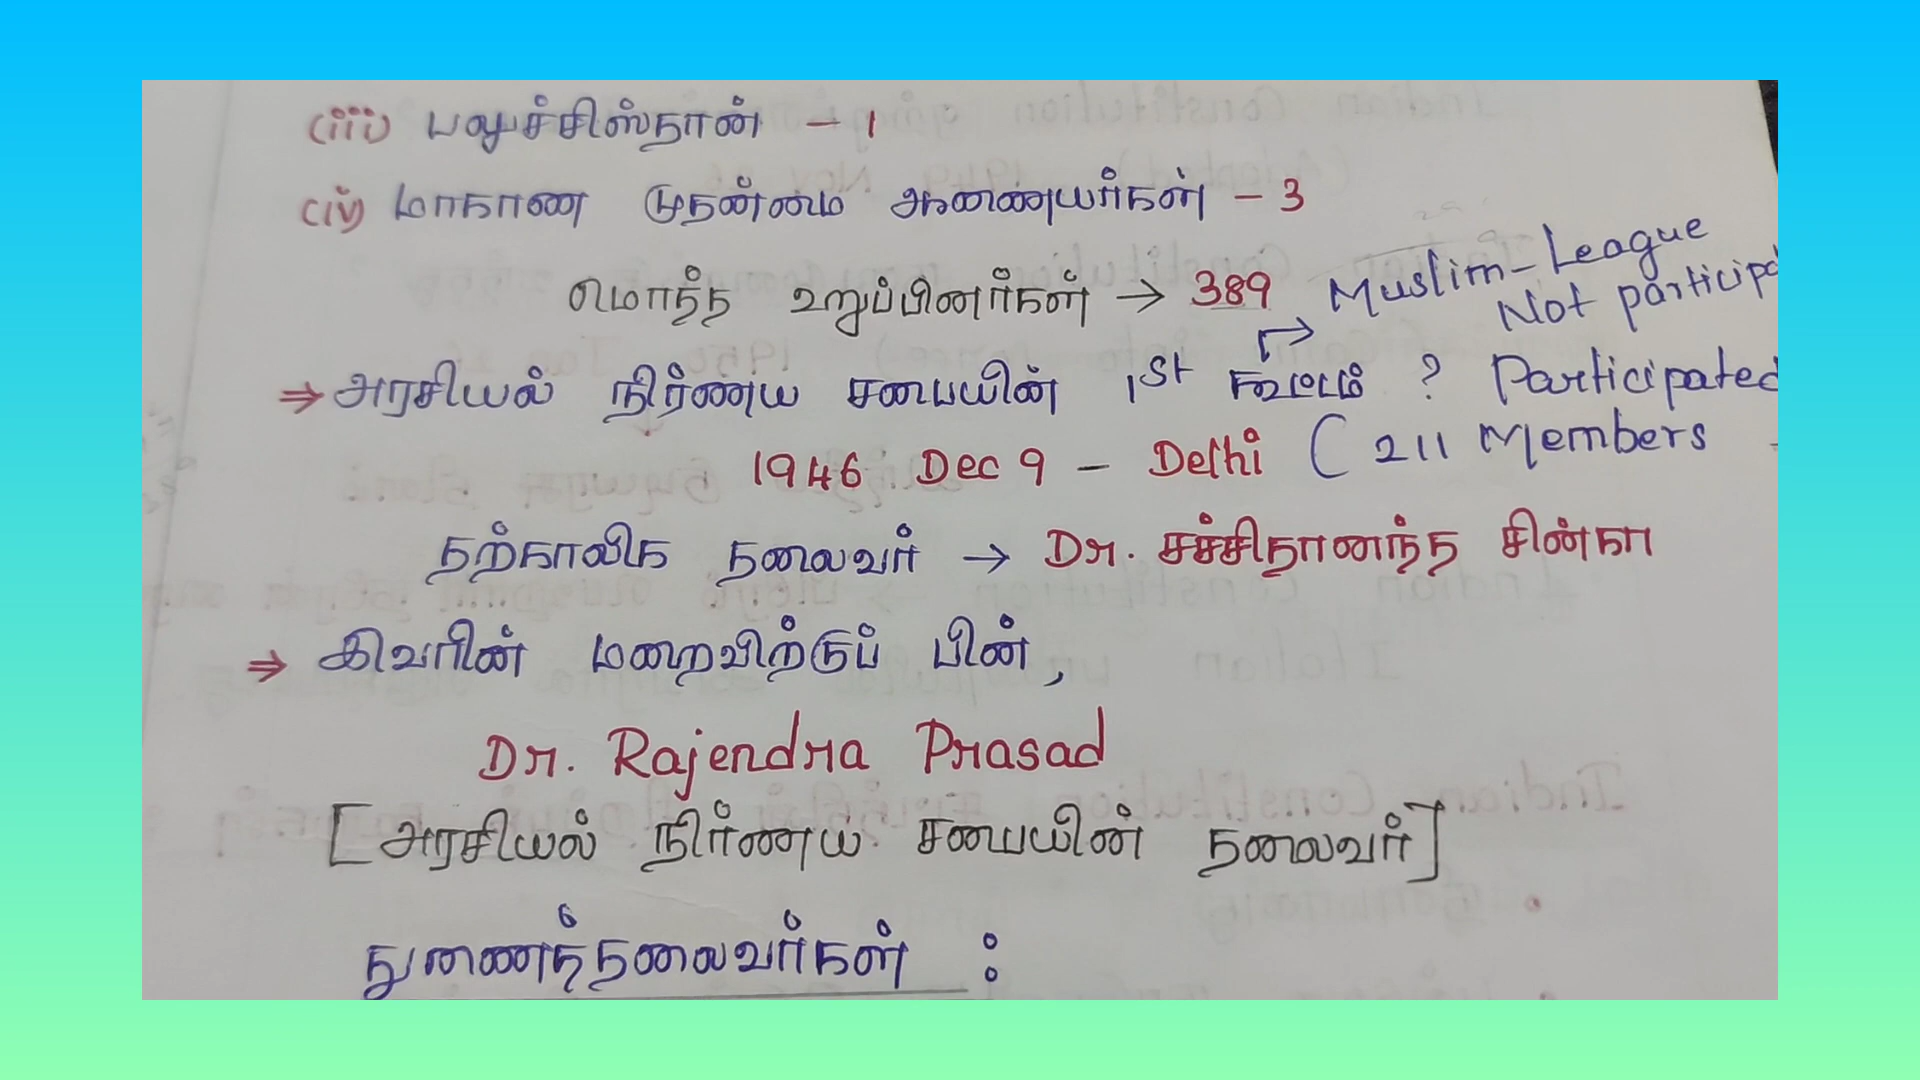 (iii) பலுச்சிஸ்தான் - 1
(iv) மாகாண முதன்மை ஆணையர்கள் - 3
மொத்த உறுப்பினர்கள் → 389 Muslim-League
Not particip
⇒ அரசியல் நிர்ணய சபையின் 1st கூட்டம் ? Participated
1946 Dec 9 - Delhi ( 211 Members
தற்காலிக தலைவர் → Dr. சச்சிதானந்த சின்கா
⇒ இவரின் மறைவிற்குப் பின்,
Dr. Rajendra Prasad
[அரசியல் நிர்ணய சபையின் தலைவர்]
துணைத்தலைவர்கள் :